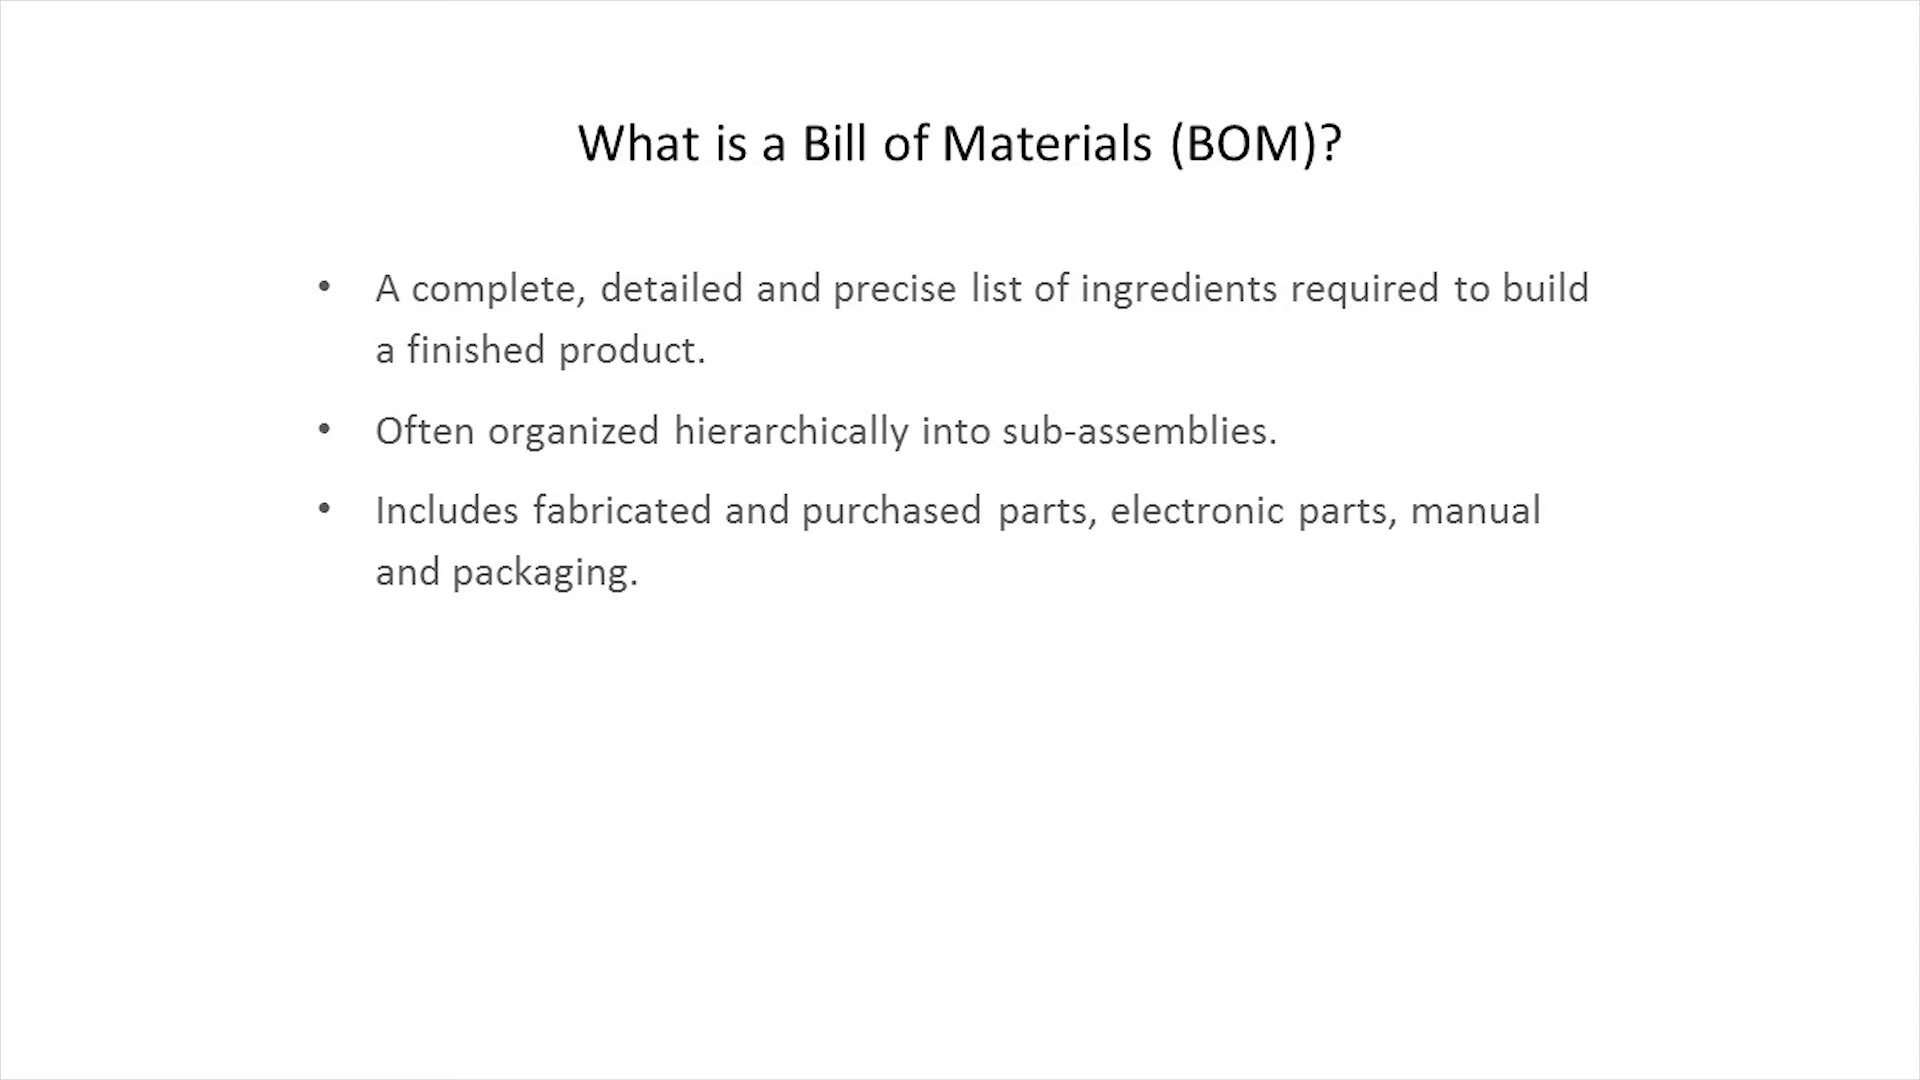 What is a Bill of Materials (BOM)?
• A complete, detailed and precise list of ingredients required to build
a finished product.
• Often organized hierarchically into sub-assemblies.
• Includes fabricated and purchased parts, electronic parts, manual
and packaging.